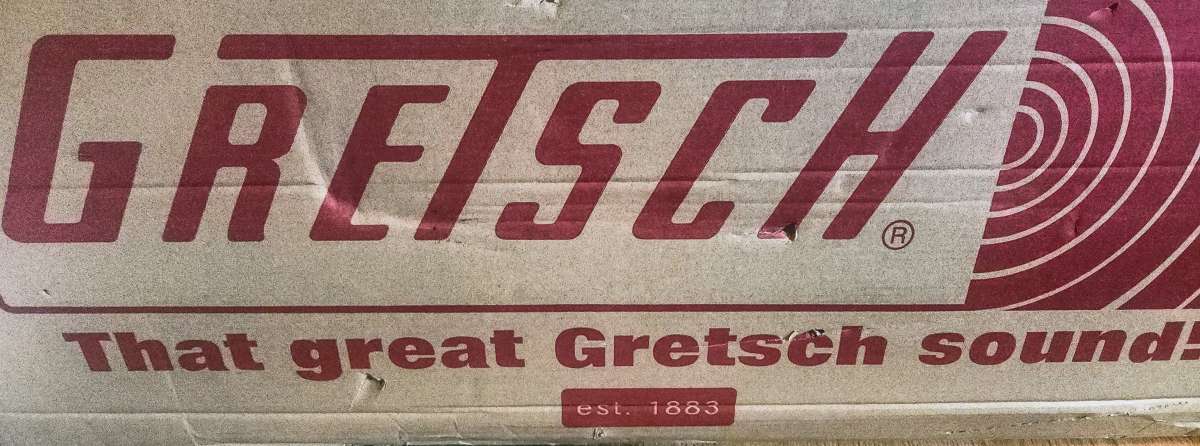 GRETSCH®
That great Gretsch sound!
est. 1883